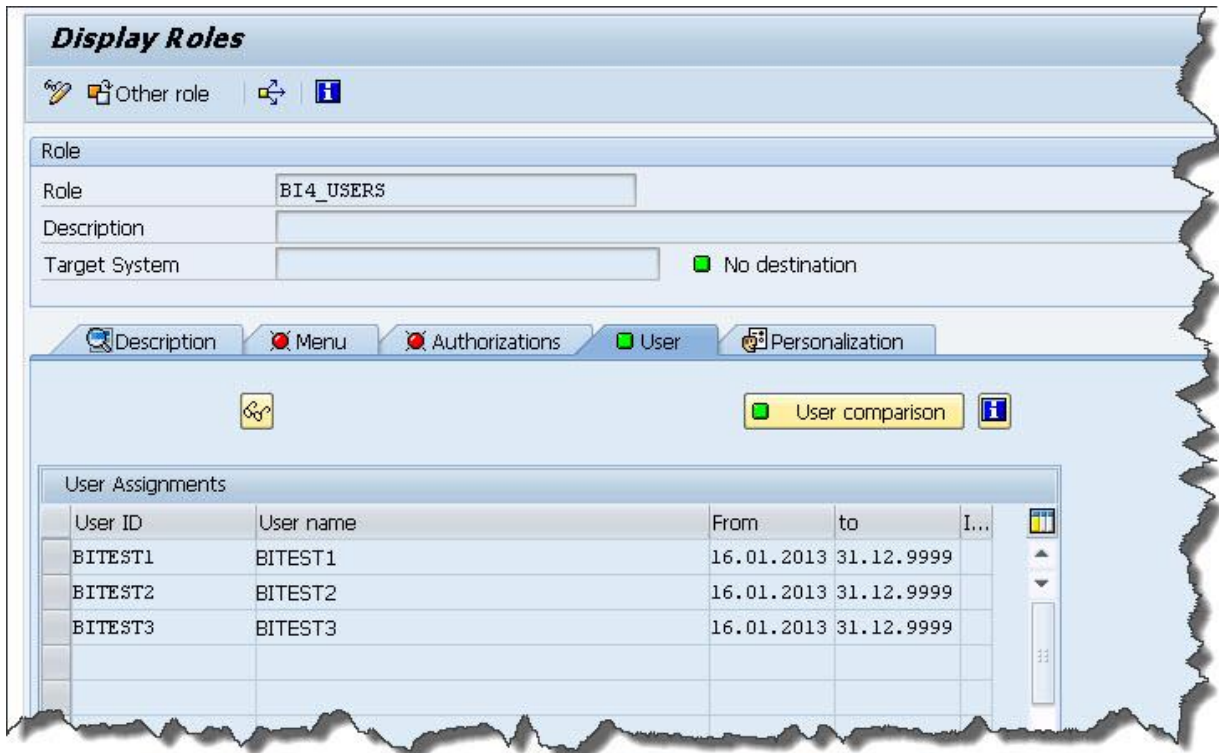 Display Roles
Other role
Role
Role BI4_USERS
Description
Target System No destination
Description Menu Authorizations User Personalization
User comparison
User Assignments
User ID User name From to I...
BITEST1 BITEST1 16.01.2013 31.12.9999
BITEST2 BITEST2 16.01.2013 31.12.9999
BITEST3 BITEST3 16.01.2013 31.12.9999